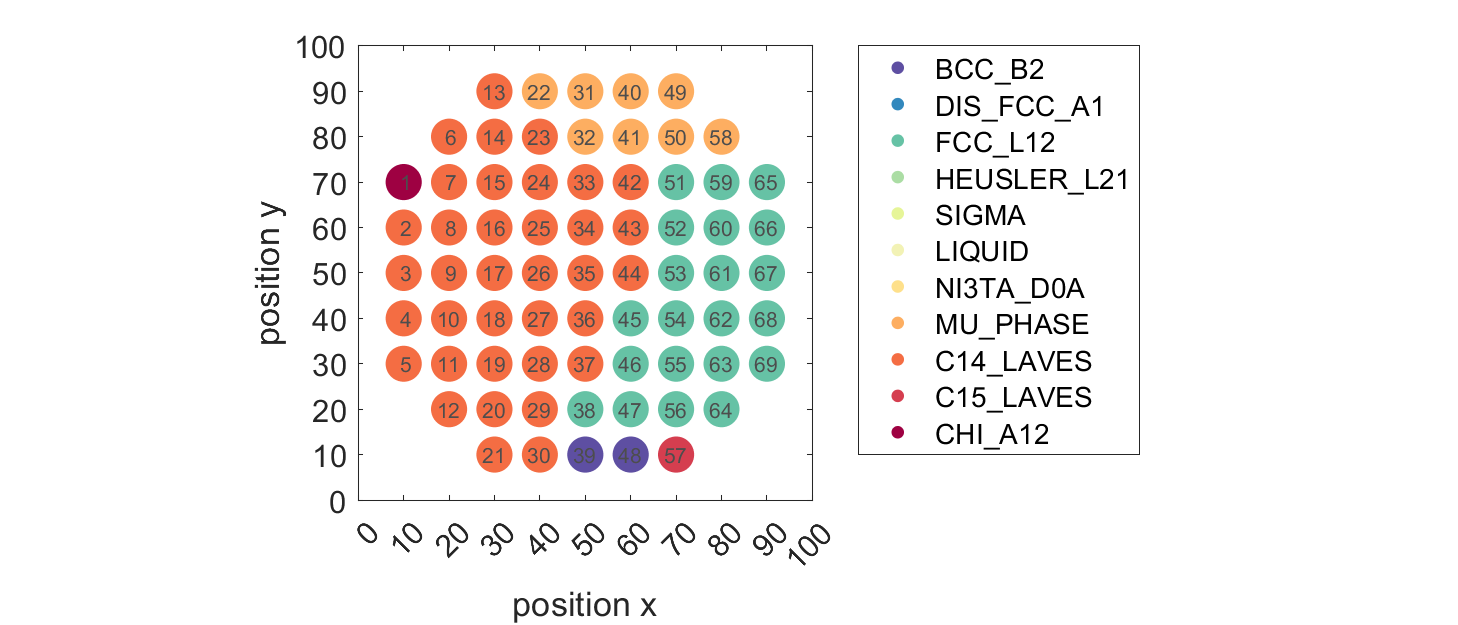 100
90
80
70
60
50
40
30
20
10
0
position y
13 22 31 40 49
6 14 23 32 41 50 58
1 7 15 24 33 42 51 59 65
2 8 16 25 34 43 52 60 66
3 9 17 26 35 44 53 61 67
4 10 18 27 36 45 54 62 68
5 11 19 28 37 46 55 63 69
12 20 29 38 47 56 64
21 30 39 48 57
0 10 20 30 40 50 60 70 80 90 100
position x
BCC_B2
DIS_FCC_A1
FCC_L12
HEUSLER_L21
SIGMA
LIQUID
NI3TA_D0A
MU_PHASE
C14_LAVES
C15_LAVES
CHI_A12